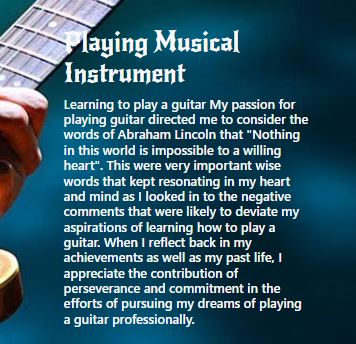 Playing Musical
Instrument
Learning to play a guitar My passion for
playing guitar directed me to consider the
words of Abraham Lincoln that "Nothing
in this world is impossible to a willing
heart". This were very important wise
words that kept resonating in my heart
and mind as I looked in to the negative
comments that were likely to deviate my
aspirations of learning how to play a
guitar. When I reflect back in my
achievements as well as my past life, I
appreciate the contribution of
perseverance and commitment in the
efforts of pursuing my dreams of playing
a guitar professionally.